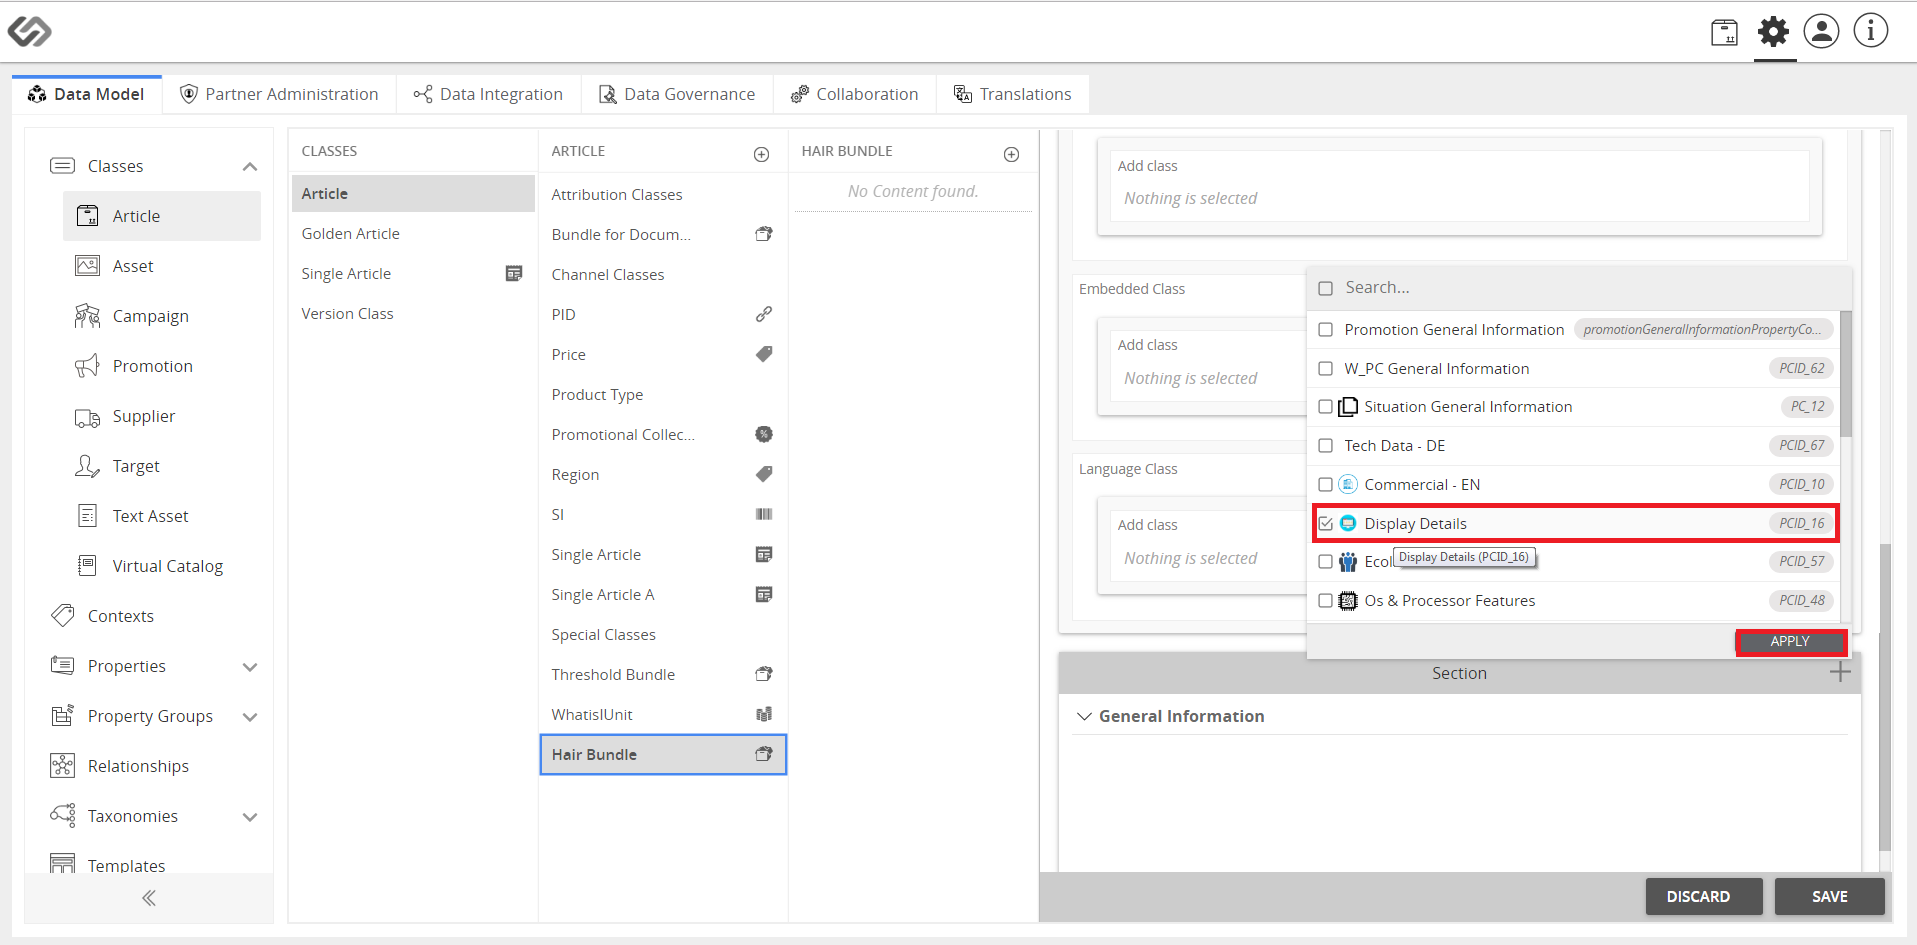 Data Model
Partner Administration
Data Integration
Data Governance
Collaboration
Translations
Classes
Article
Asset
Campaign
Promotion
Supplier
Target
Text Asset
Virtual Catalog
Contexts
Properties
Property Groups
Relationships
Taxonomies
Templates
CLASSES
Article
Golden Article
Single Article
Version Class
ARTICLE
Attribution Classes
Bundle for Docum...
Channel Classes
PID
Price
Product Type
Promotional Collec...
Region
SI
Single Article
Single Article A
Special Classes
Threshold Bundle
WhatisIUnit
Hair Bundle
HAIR BUNDLE
No Content found.
Add class
Nothing is selected
Embedded Class
Add class
Nothing is selected
Language Class
Add class
Nothing is selected
Search...
Promotion General Information promotionGeneralInformationPropertyCo...
W_PC General Information PCID_62
Situation General Information PC_12
Tech Data - DE PCID_67
Commercial - EN PCID_10
Display Details PCID_16
Display Details (PCID_16)
Ecol PCID_57
Os & Processor Features PCID_48
APPLY
Section
General Information
DISCARD
SAVE